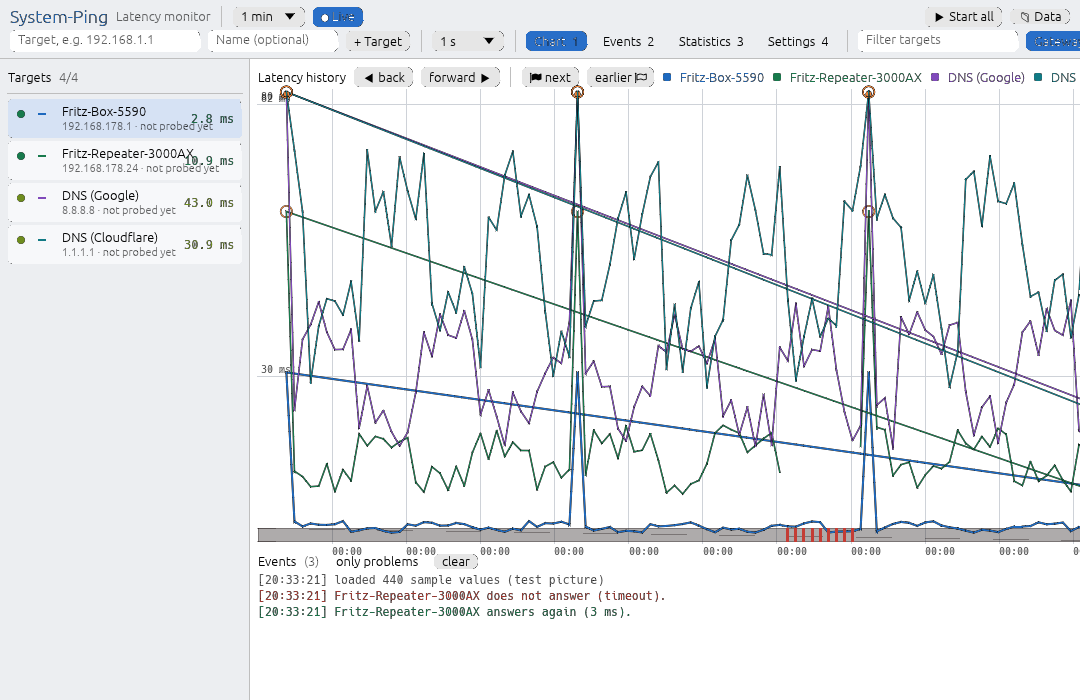 System-Ping Latency monitor 1 min ▼ ● Live ▶ Start all Data
Target, e.g. 192.168.1.1 Name (optional) + Target 1 s ▼ Chart 1 Events 2 Statistics 3 Settings 4 Filter targets
Targets 4/4
Fritz-Box-5590
192.168.178.1 · not probed yet
2.8 ms
Fritz-Repeater-3000AX
192.168.178.24 · not probed yet
10.9 ms
DNS (Google)
8.8.8.8 · not probed yet
43.0 ms
DNS (Cloudflare)
1.1.1.1 · not probed yet
30.9 ms
Latency history ◀ back forward ▶ next earlier Fritz-Box-5590 Fritz-Repeater-3000AX DNS (Google) DNS
30 ms
00:00 00:00 00:00 00:00 00:00 00:00 00:00 00:00 00:00 00:00
Events (3) only problems clear
[20:33:21] loaded 440 sample values (test picture)
[20:33:21] Fritz-Repeater-3000AX does not answer (timeout).
[20:33:21] Fritz-Repeater-3000AX answers again (3 ms).